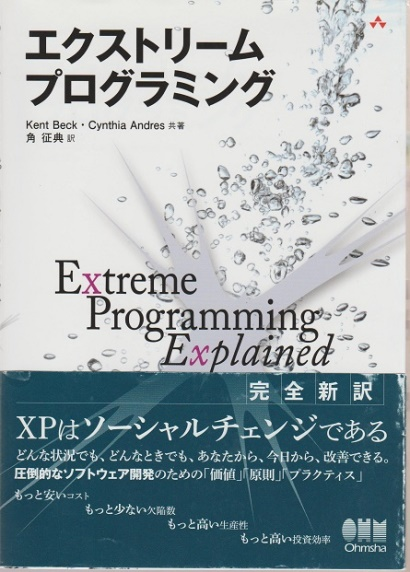 エクストリーム
プログラミング
Kent Beck・Cynthia Andres 共著
角 征典 訳
Extreme
Programming
Explained
完全新訳
XPはソーシャルチェンジである
どんな状況でも、どんなときでも、あなたから、今日から、改善できる。
圧倒的なソフトウェア開発のための「価値」「原則」「プラクティス」
もっと安いコスト
もっと少ない欠陥数
もっと高い生産性
もっと高い投資効率
OHM
Ohmsha